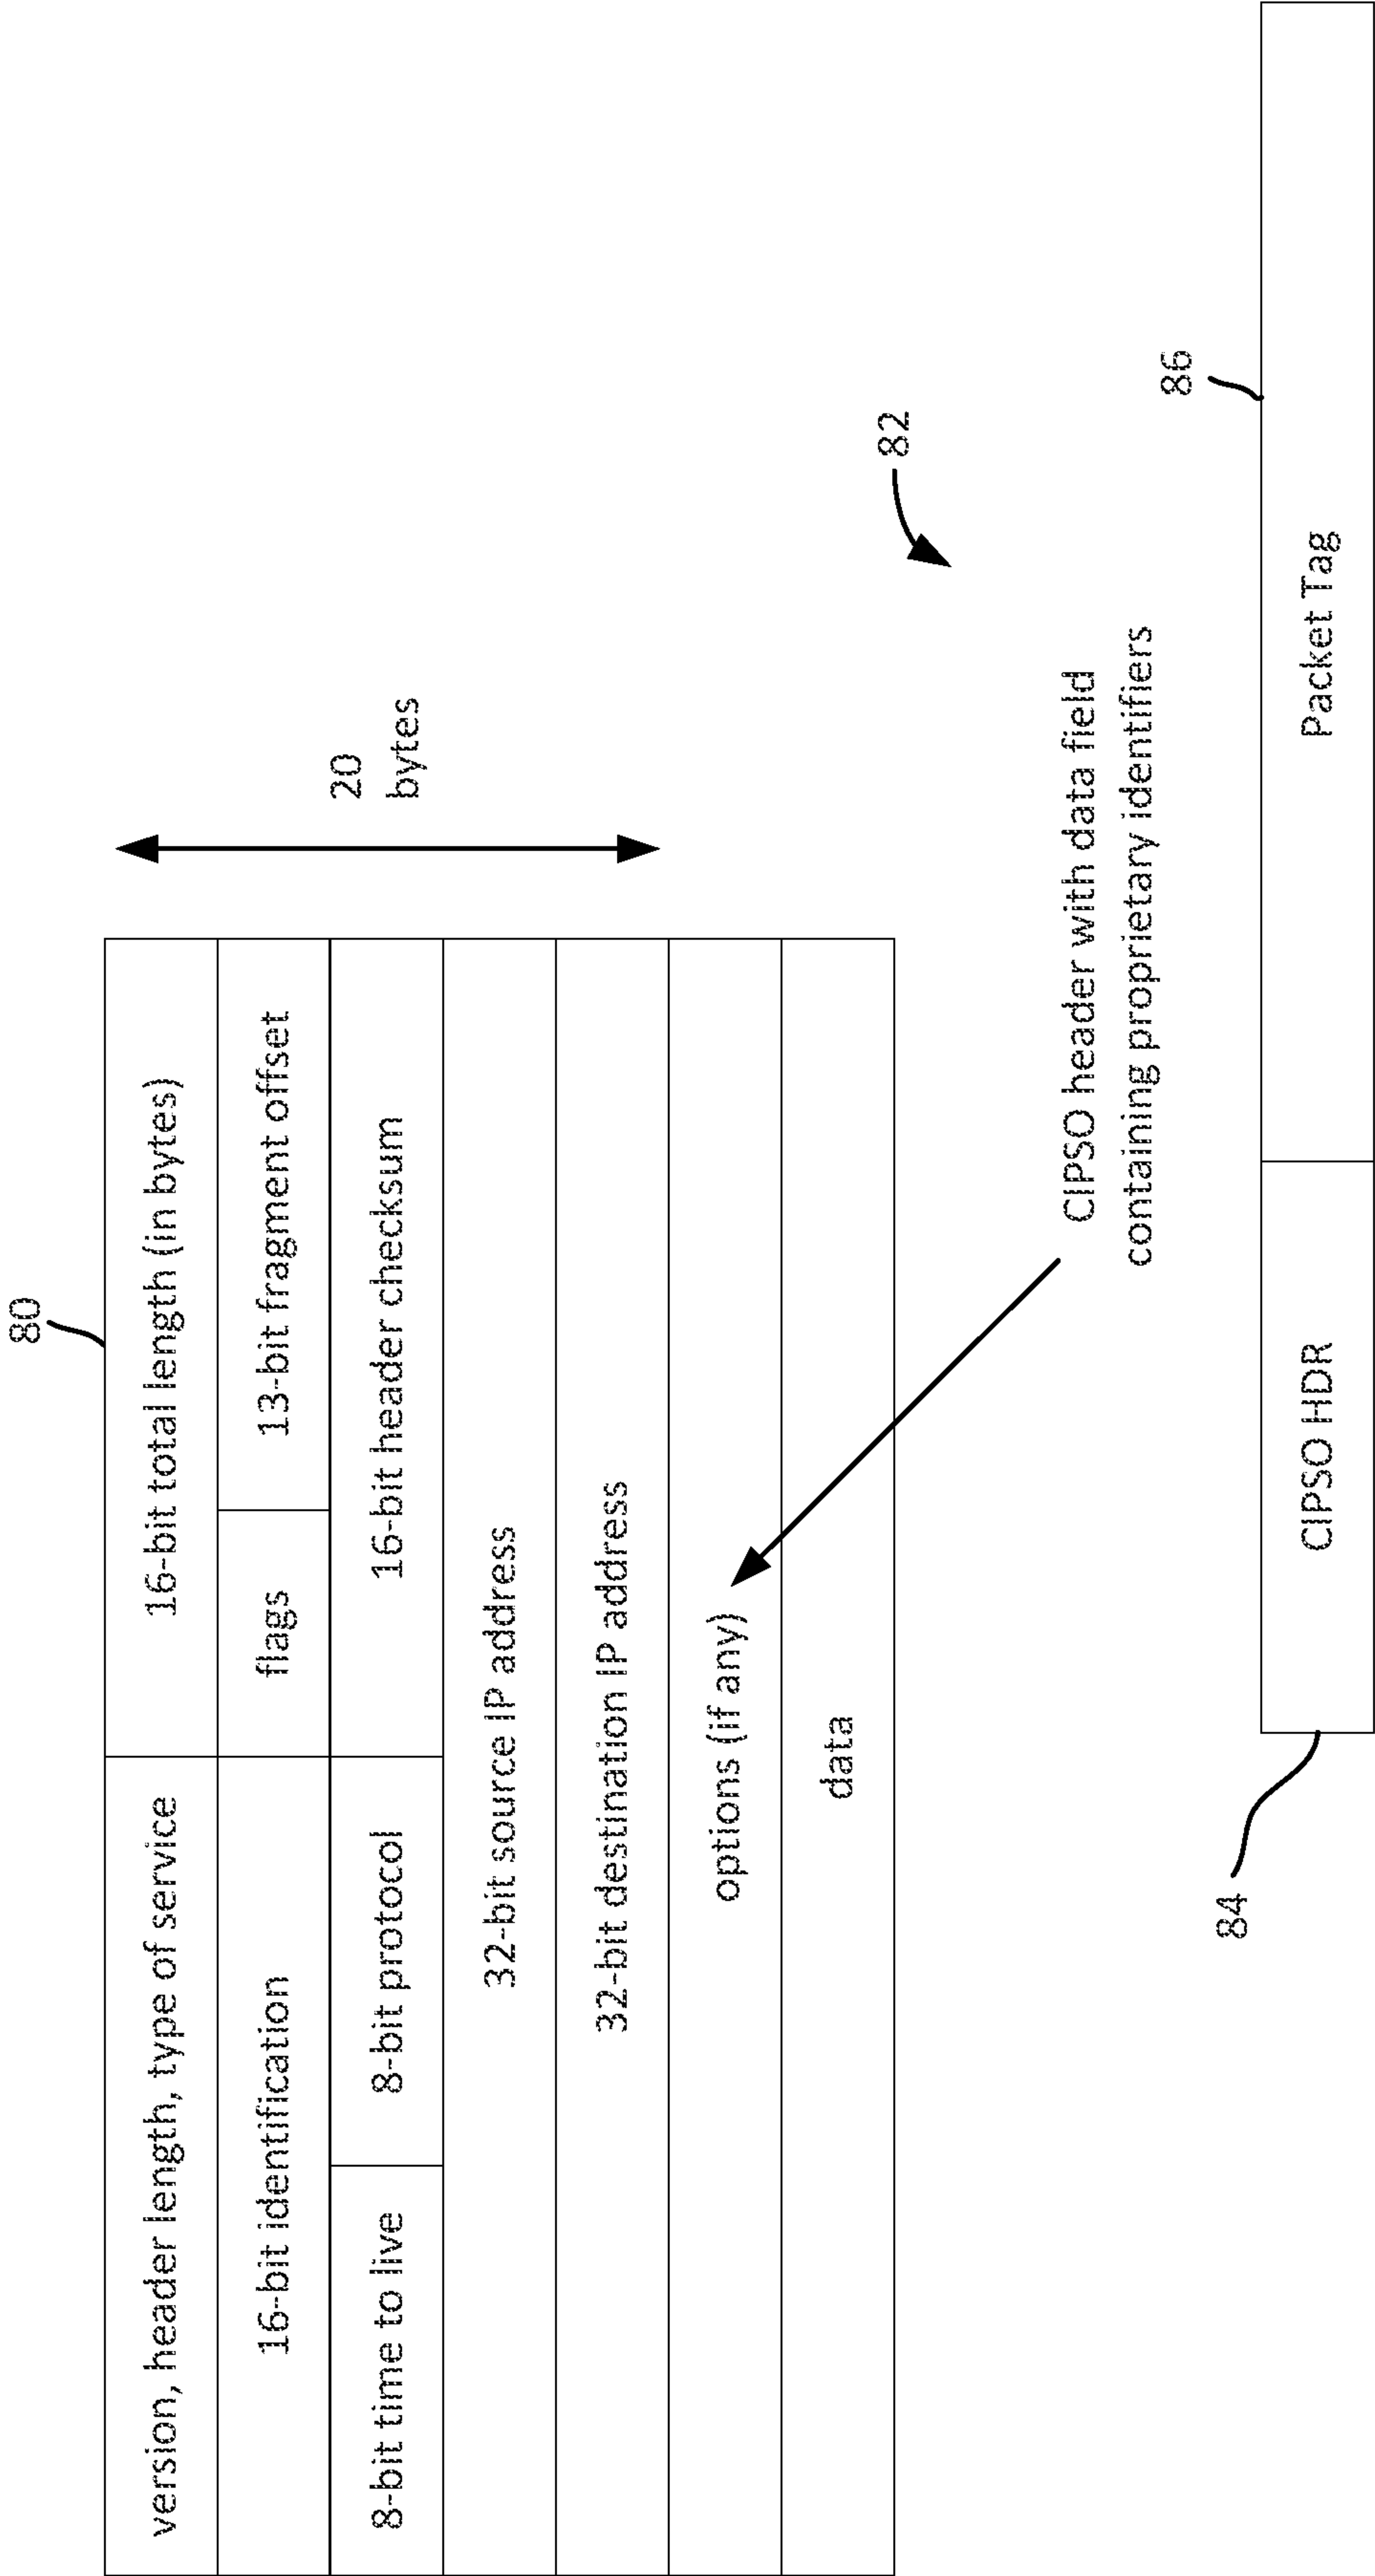 80
version, header length, type of service
16-bit total length (in bytes)
16-bit identification
flags
13-bit fragment offset
8-bit time to live
8-bit protocol
16-bit header checksum
20
bytes
32-bit source IP address
32-bit destination IP address
options (if any)
data
82
CIPSO header with data field
containing proprietary identifiers
86
84
CIPSO HDR
Packet Tag